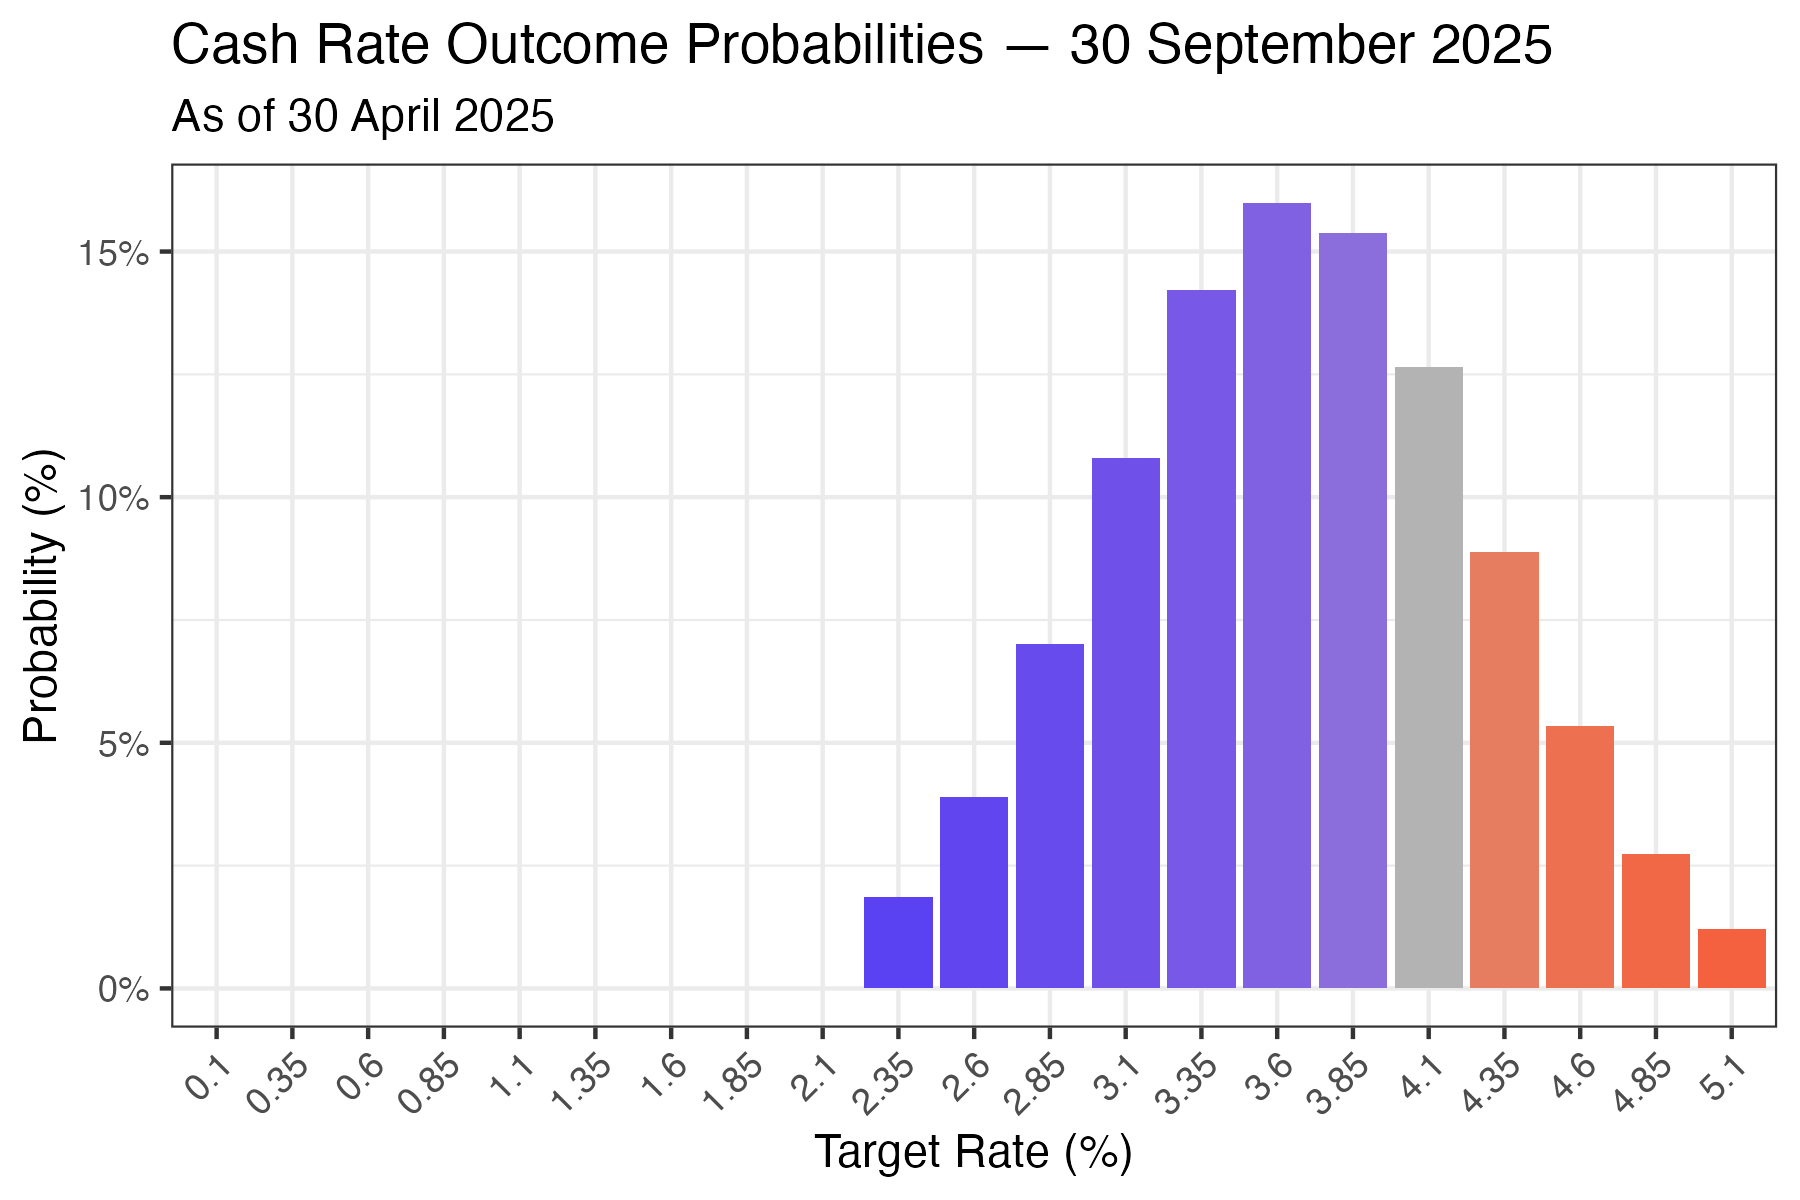 Cash Rate Outcome Probabilities — 30 September 2025
As of 30 April 2025
Probability (%)
15%
10%
5%
0%
0.1 0.35 0.6 0.85 1.1 1.35 1.6 1.85 2.1 2.35 2.6 2.85 3.1 3.35 3.6 3.85 4.1 4.35 4.6 4.85 5.1
Target Rate (%)